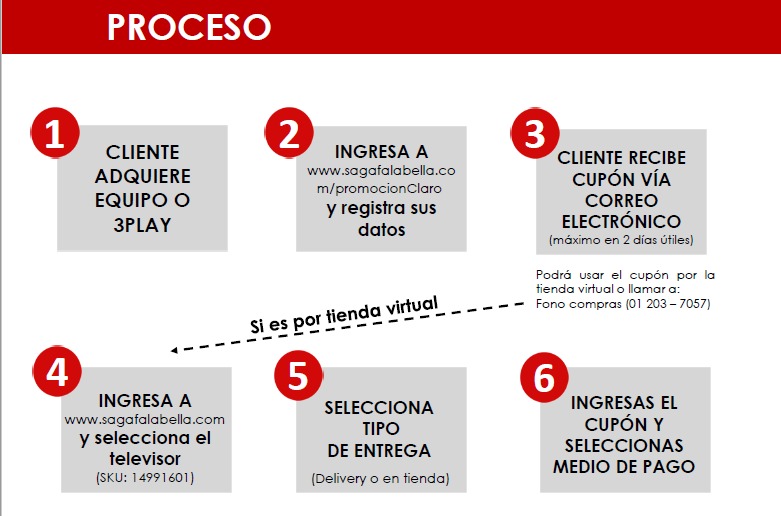 PROCESO
1
CLIENTE
ADQUIERE
EQUIPO O
3PLAY
2
INGRESA A
www.sagafalabella.co
m/promocionClaro
y registra sus
datos
3
CLIENTE RECIBE
CUPÓN VÍA
CORREO
ELECTRÓNICO
(máximo en 2 días útiles)
Podrá usar el cupón por la
tienda virtual o llamar a:
Fono compras (01 203 – 7057)
Si es por tienda virtual
4
INGRESA A
www.sagafalabella.com
y selecciona el
televisor
(SKU: 14991601)
5
SELECCIONA
TIPO
DE ENTREGA
(Delivery o en tienda)
6
INGRESAS EL
CUPÓN Y
SELECCIONAS
MEDIO DE PAGO